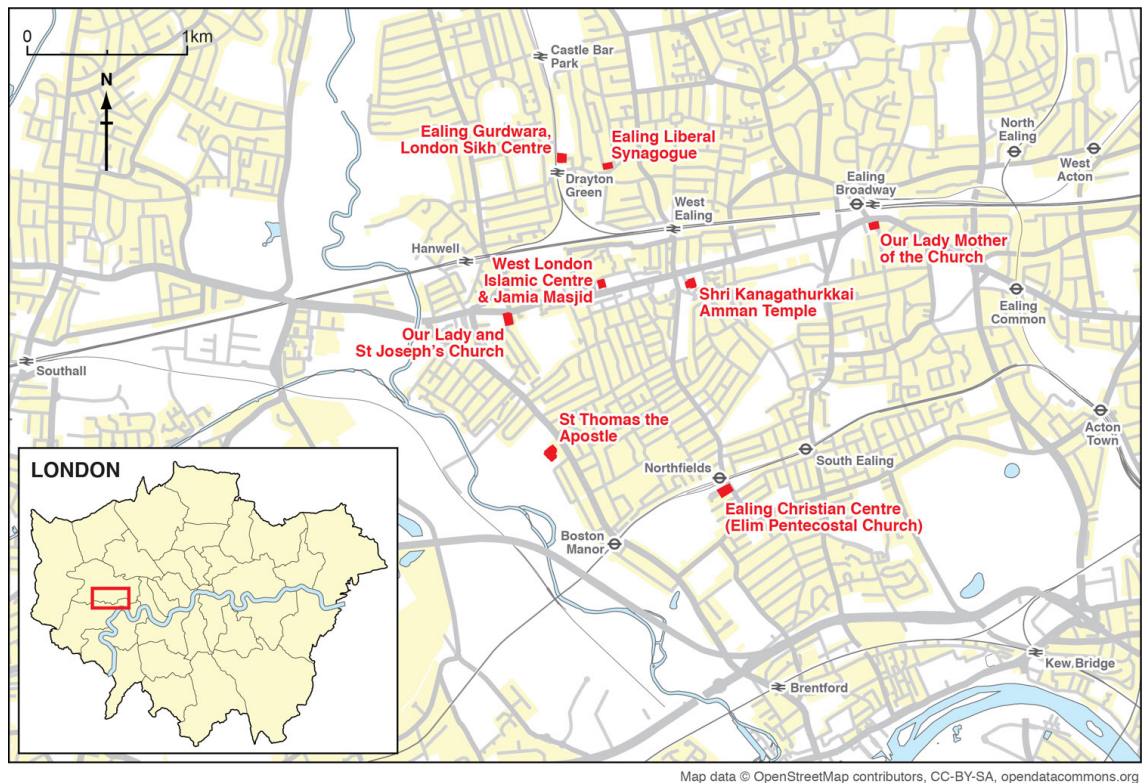 0
1km
N
Castle Bar
Park
North
Ealing
West
Acton
Ealing Gurdwara,
London Sikh Centre
Ealing Liberal
Synagogue
Drayton
Green
Ealing
Broadway
West
Ealing
Hanwell
Our Lady Mother
of the Church
West London
Islamic Centre
& Jamia Masjid
Shri Kanagathurkkai
Amman Temple
Ealing
Common
Our Lady and
St Joseph's Church
Southall
St Thomas the
Apostle
Acton
Town
South Ealing
Northfields
LONDON
Ealing Christian Centre
(Elim Pentecostal Church)
Boston
Manor
Kew Bridge
Brentford
Map data © OpenStreetMap contributors, CC-BY-SA, opendatacommons.org